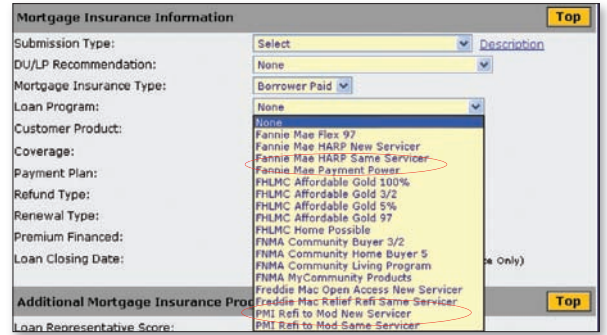 Mortgage Insurance Information Top
Submission Type: Select Description
DU/LP Recommendation: None
Mortgage Insurance Type: Borrower Paid
Loan Program: None
Customer Product: None
Fannie Mae Flex 97
Fannie Mae HARP New Servicer
Coverage: Fannie Mae HARP Same Servicer
Payment Plan: Fannie Mae Payment Power
FHLMC Affordable Gold 100%
Refund Type: FHLMC Affordable Gold 3/2
FHLMC Affordable Gold 5%
Renewal Type: FHLMC Affordable Gold 97
FHLMC Home Possible
Premium Financed: FNMA Community Buyer 3/2
FNMA Community Home Buyer 5
Loan Closing Date: FNMA Community Living Program Only)
FNMA MyCommunity Products
Freddie Mac Open Access New Servicer
Additional Mortgage Insurance Pro Freddie Mac Relief Refi Same Servicer Top
PMI Refi to Mod New Servicer
Loan Representative Score: PMI Refi to Mod Same Servicer